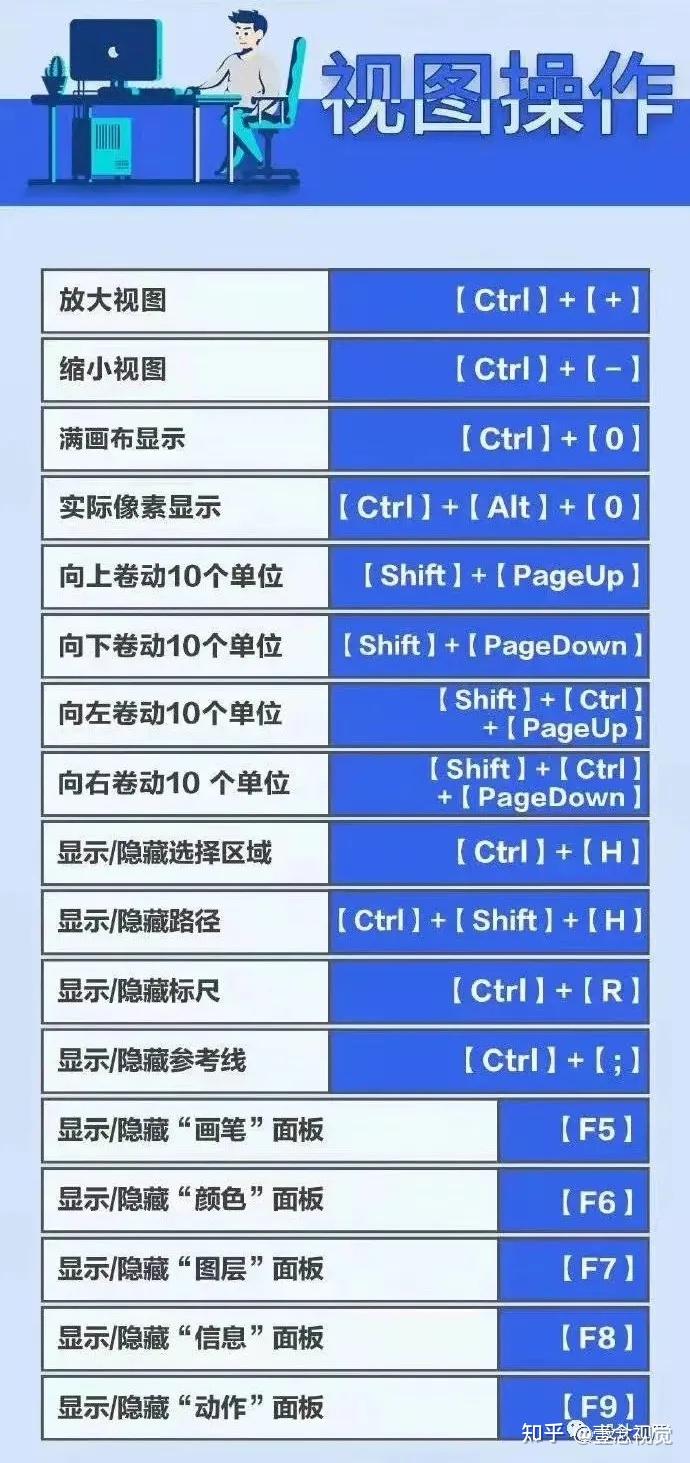 视图操作
放大视图 【Ctrl】+【+】
缩小视图 【Ctrl】+【-】
满画布显示 【Ctrl】+【0】
实际像素显示 【Ctrl】+【Alt】+【0】
向上卷动10个单位 【Shift】+【PageUp】
向下卷动10个单位 【Shift】+【PageDown】
向左卷动10个单位 【Shift】+【Ctrl】
+【PageUp】
向右卷动10 个单位 【Shift】+【Ctrl】
+【PageDown】
显示/隐藏选择区域 【Ctrl】+【H】
显示/隐藏路径 【Ctrl】+【Shift】+【H】
显示/隐藏标尺 【Ctrl】+【R】
显示/隐藏参考线 【Ctrl】+【;】
显示/隐藏“画笔”面板 【F5】
显示/隐藏“颜色”面板 【F6】
显示/隐藏“图层”面板 【F7】
显示/隐藏“信息”面板 【F8】
显示/隐藏“动作”面板 【F9】
知乎 @壹念视觉